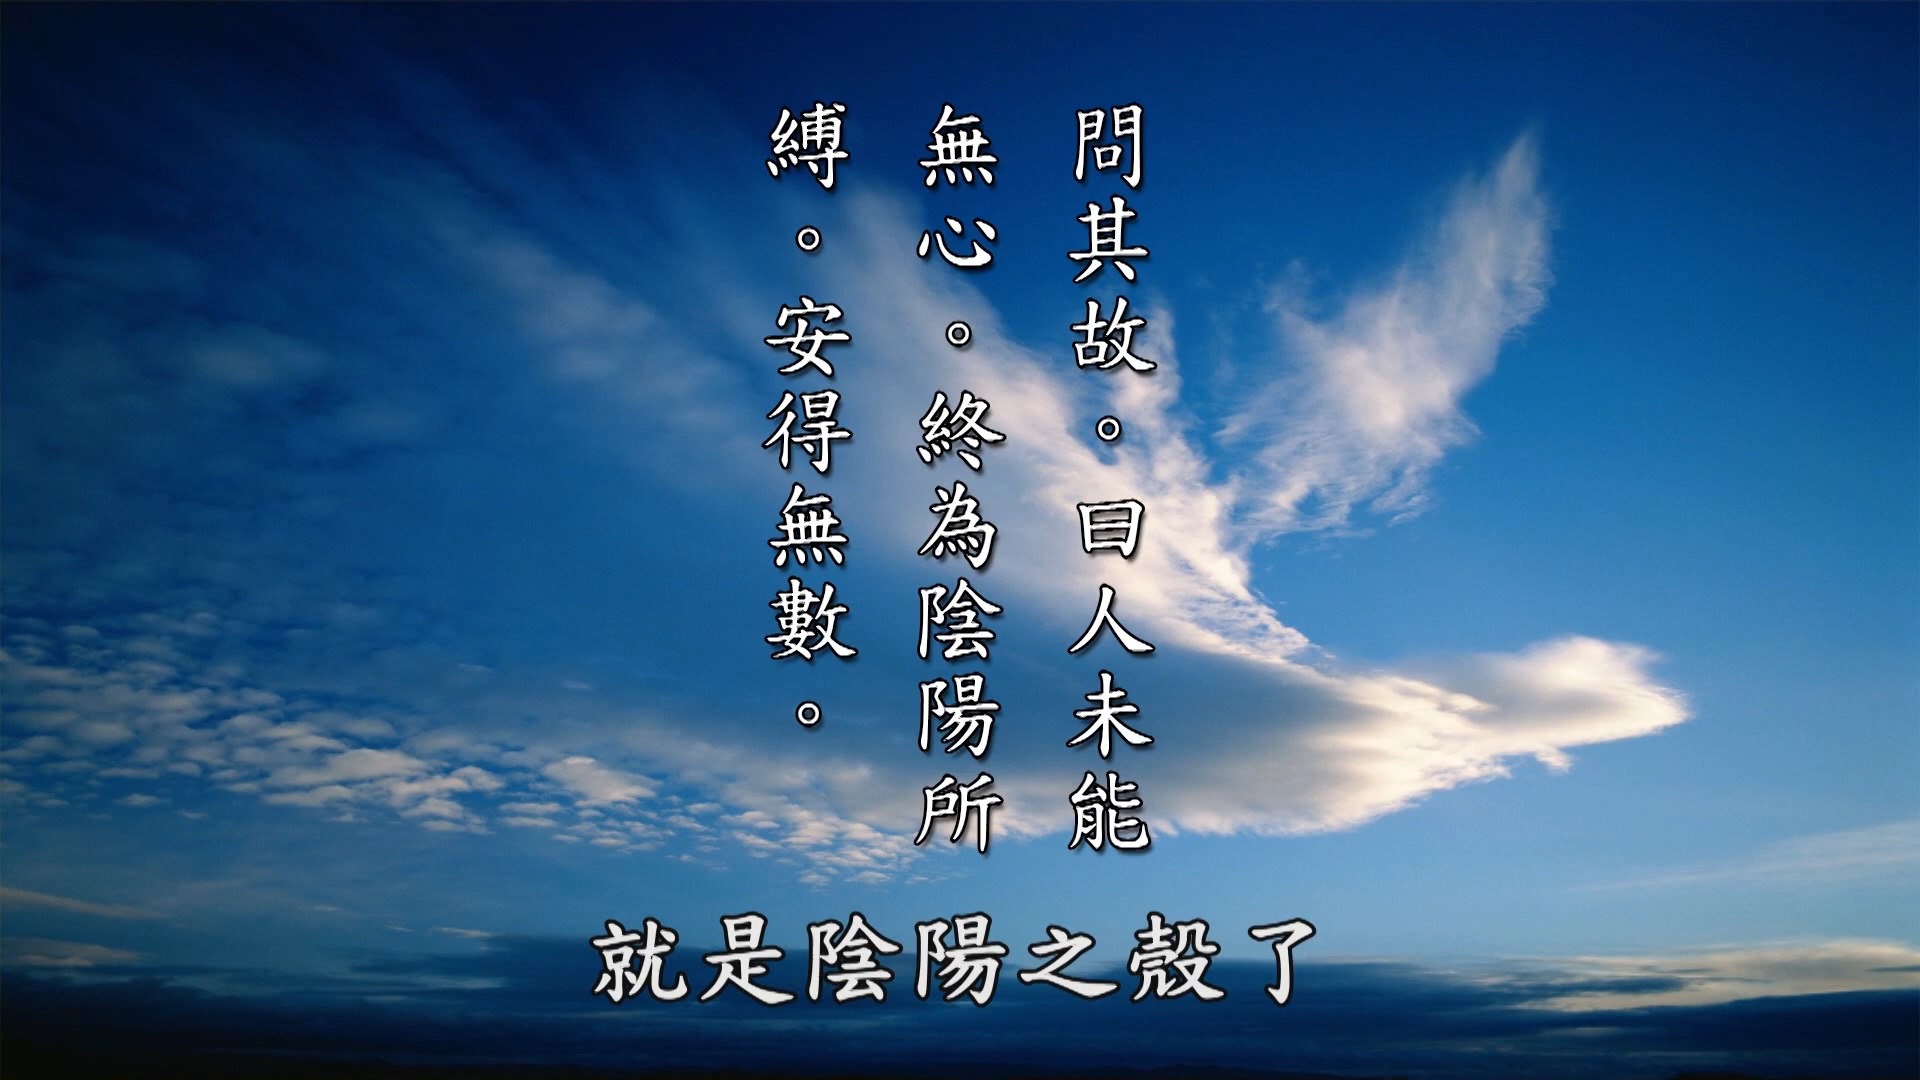 問其故。曰人未能
無心。終為陰陽所
縛。安得無數。
就是陰陽之殼了